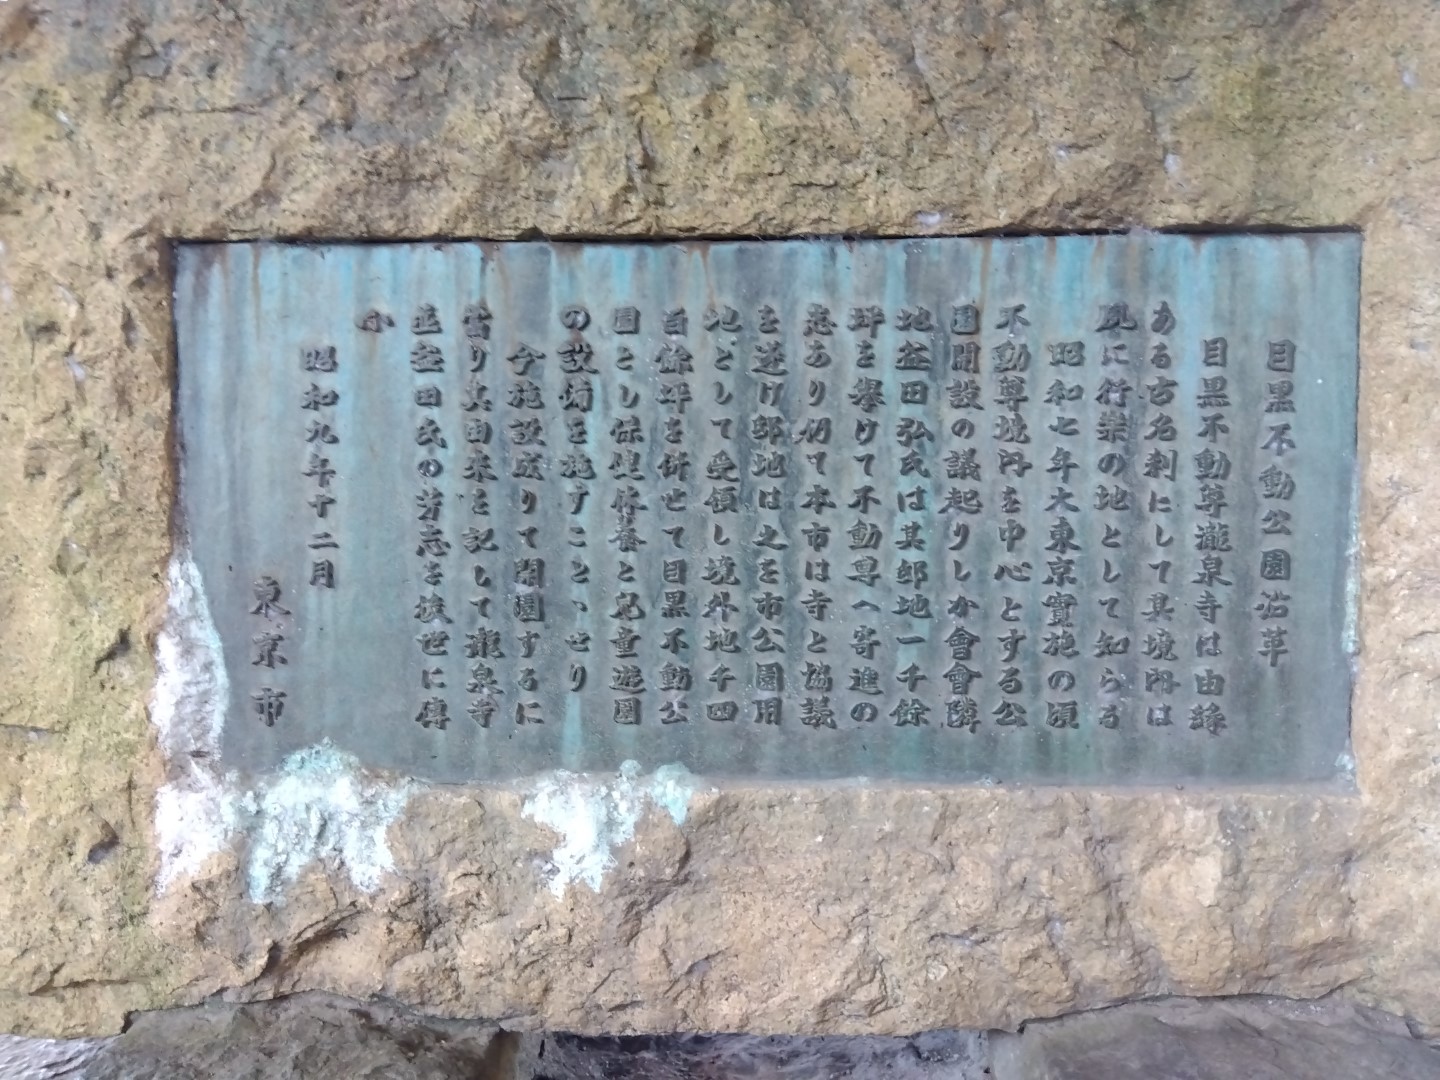 目黒不動公園沿革
目黒不動尊瀧泉寺は由緣
ある古名刹にして其境內は
夙に行樂の地として知らる
昭和七年大東京實施の頃
不動尊境內を中心とする公
園開設の議起りしか會會隣
地益田弘氏は其邸地一千餘
坪を擧けて不動尊へ寄進の
志あり仍て本市は寺と協議
を遂け邸地は之を市公園用
地として受領し境外地千四
百餘坪を併せて目黒不動公
園とし保健休養と兒童遊園
の設備を施すこと丶せり
今施設成りて開園するに
當り其由來を記して瀧泉寺
並益田氏の芳志を後世に傳
ふ
昭和九年十二月
東京市